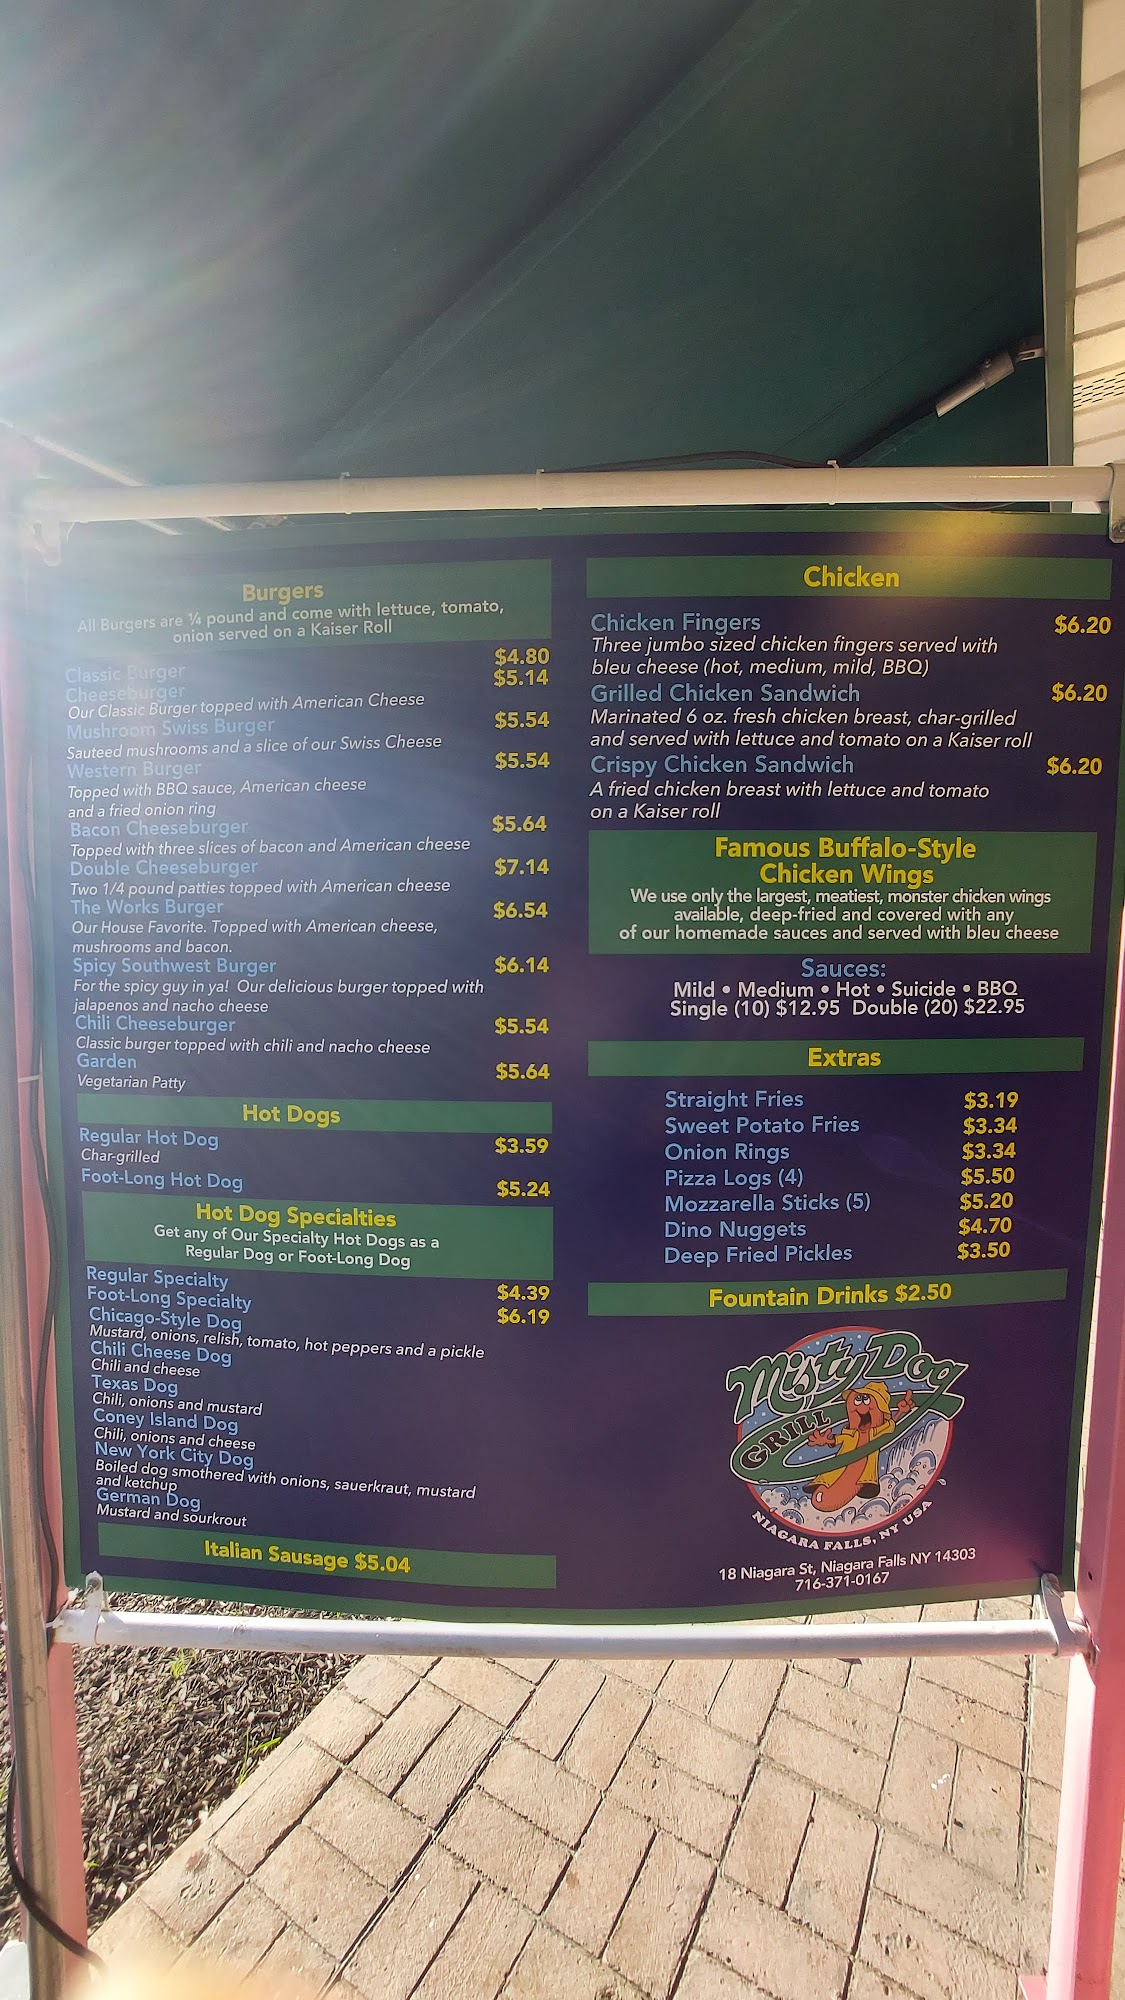 Burgers
All Burgers are ¼ pound and come with lettuce, tomato,
onion served on a Kaiser Roll
Classic Burger $4.80
Cheeseburger $5.14
Our Classic Burger topped with American Cheese
Mushroom Swiss Burger $5.54
Sauteed mushrooms and a slice of our Swiss Cheese
Western Burger $5.54
Topped with BBQ sauce, American cheese
and a fried onion ring
Bacon Cheeseburger $5.64
Topped with three slices of bacon and American cheese
Double Cheeseburger $7.14
Two 1/4 pound patties topped with American cheese
The Works Burger $6.54
Our House Favorite. Topped with American cheese,
mushrooms and bacon.
Spicy Southwest Burger $6.14
For the spicy guy in ya! Our delicious burger topped with
jalapenos and nacho cheese
Chili Cheeseburger $5.54
Classic burger topped with chili and nacho cheese
Garden $5.64
Vegetarian Patty
Hot Dogs
Regular Hot Dog $3.59
Char-grilled
Foot-Long Hot Dog $5.24
Hot Dog Specialties
Get any of Our Specialty Hot Dogs as a
Regular Dog or Foot-Long Dog
Regular Specialty $4.39
Foot-Long Specialty $6.19
Chicago-Style Dog
Mustard, onions, relish, tomato, hot peppers and a pickle
Chili Cheese Dog
Chili and cheese
Texas Dog
Chili, onions and mustard
Coney Island Dog
Chili, onions and cheese
New York City Dog
Boiled dog smothered with onions, sauerkraut, mustard
and ketchup
German Dog
Mustard and sourkrout
Italian Sausage $5.04
Chicken
Chicken Fingers $6.20
Three jumbo sized chicken fingers served with
bleu cheese (hot, medium, mild, BBQ)
Grilled Chicken Sandwich $6.20
Marinated 6 oz. fresh chicken breast, char-grilled
and served with lettuce and tomato on a Kaiser roll
Crispy Chicken Sandwich $6.20
A fried chicken breast with lettuce and tomato
on a Kaiser roll
Famous Buffalo-Style
Chicken Wings
We use only the largest, meatiest, monster chicken wings
available, deep-fried and covered with any
of our homemade sauces and served with bleu cheese
Sauces:
Mild • Medium • Hot • Suicide • BBQ
Single (10) $12.95 Double (20) $22.95
Extras
Straight Fries $3.19
Sweet Potato Fries $3.34
Onion Rings $3.34
Pizza Logs (4) $5.50
Mozzarella Sticks (5) $5.20
Dino Nuggets $4.70
Deep Fried Pickles $3.50
Fountain Drinks $2.50
Misty Dog
GRILL
NIAGARA FALLS, NY USA
18 Niagara St, Niagara Falls NY 14303
716-371-0167